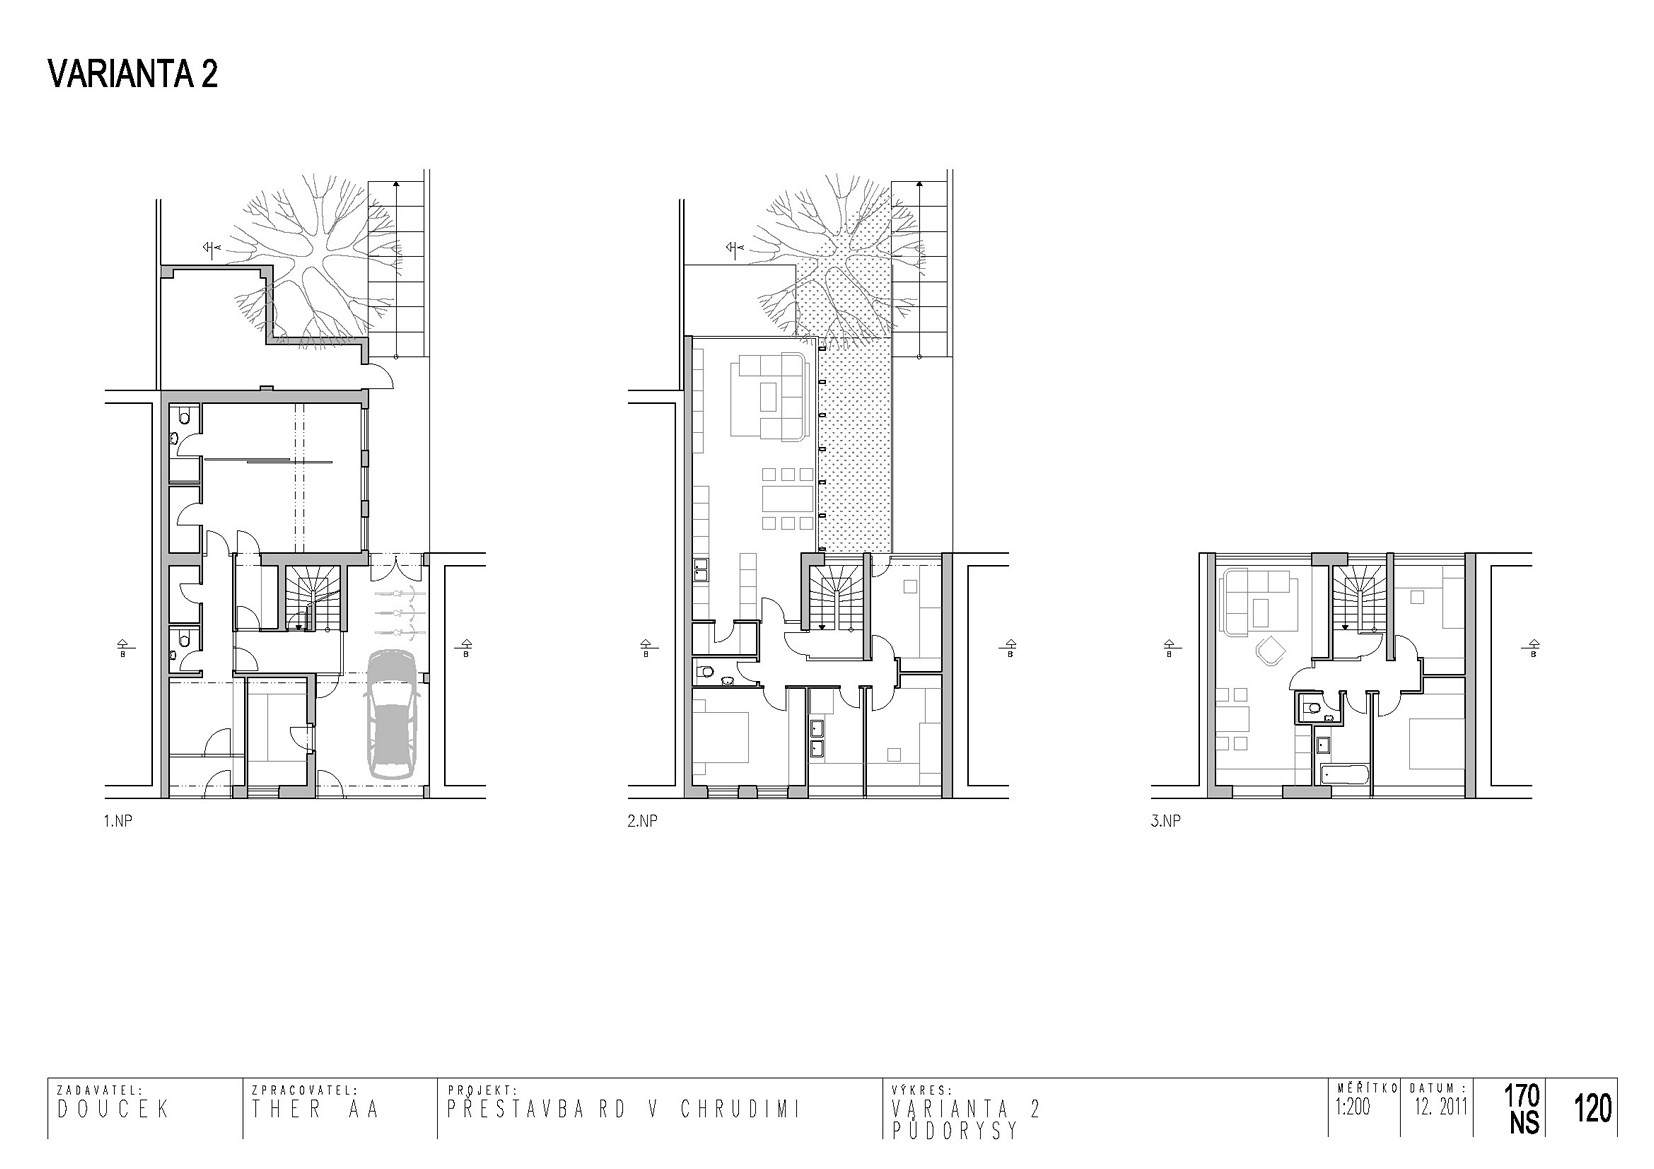 VARIANTA 2
A
A
B
B
B
B
B
B
1.NP
2.NP
3.NP
ZADAVATEL:
DOUCEK
ZPRACOVATEL:
THER AA
PROJEKT:
PŘESTAVBA RD V CHRUDIMI
VÝKRES:
VARIANTA 2
PŮDORYSY
MĚŘÍTKO
1:200
DATUM :
12. 2011
170
NS
120